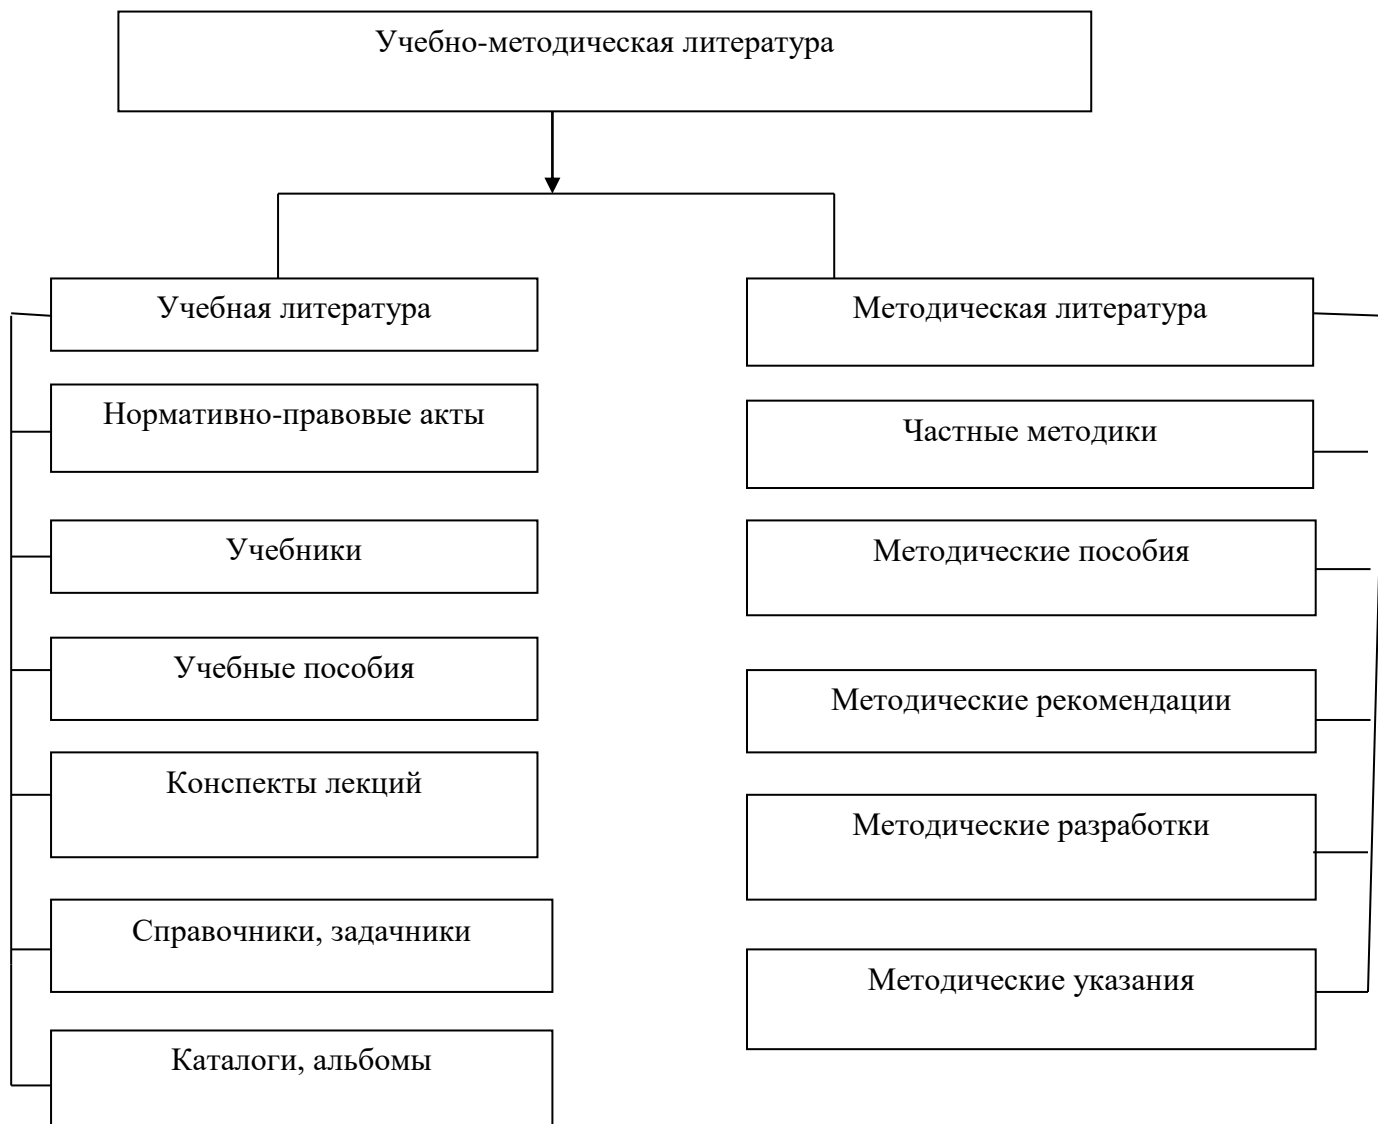 Учебно-методическая литература
Учебная литература
Нормативно-правовые акты
Учебники
Учебные пособия
Конспекты лекций
Справочники, задачники
Каталоги, альбомы
Методическая литература
Частные методики
Методические пособия
Методические рекомендации
Методические разработки
Методические указания